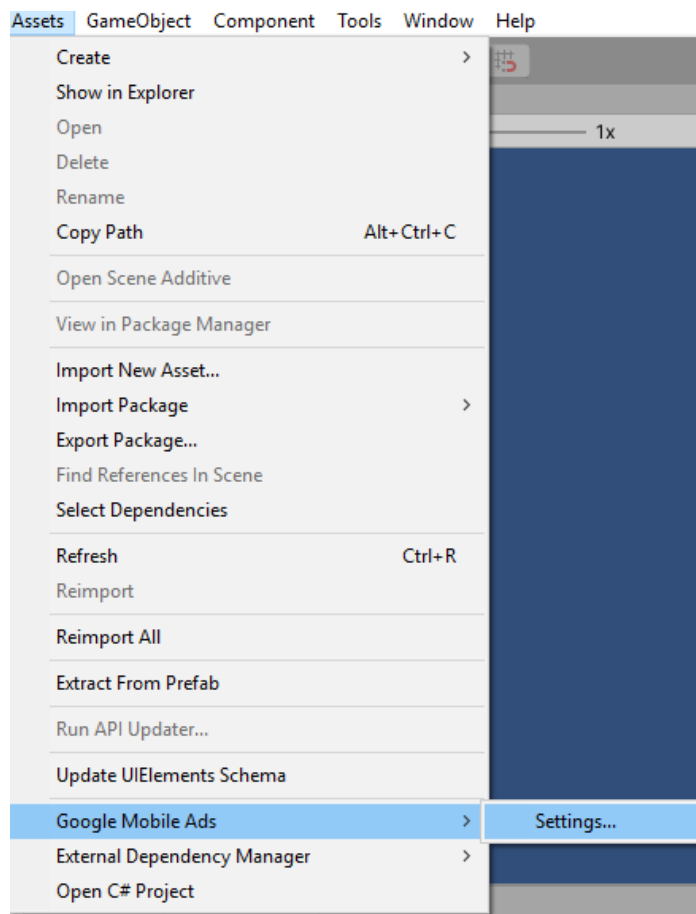 Assets GameObject Component Tools Window Help
Create >
Show in Explorer
1x
Open
Delete
Rename
Copy Path Alt+Ctrl+C
Open Scene Additive
View in Package Manager
Import New Asset...
Import Package >
Export Package...
Find References In Scene
Select Dependencies
Refresh Ctrl+R
Reimport
Reimport All
Extract From Prefab
Run API Updater...
Update UIElements Schema
Google Mobile Ads > Settings...
External Dependency Manager >
Open C# Project